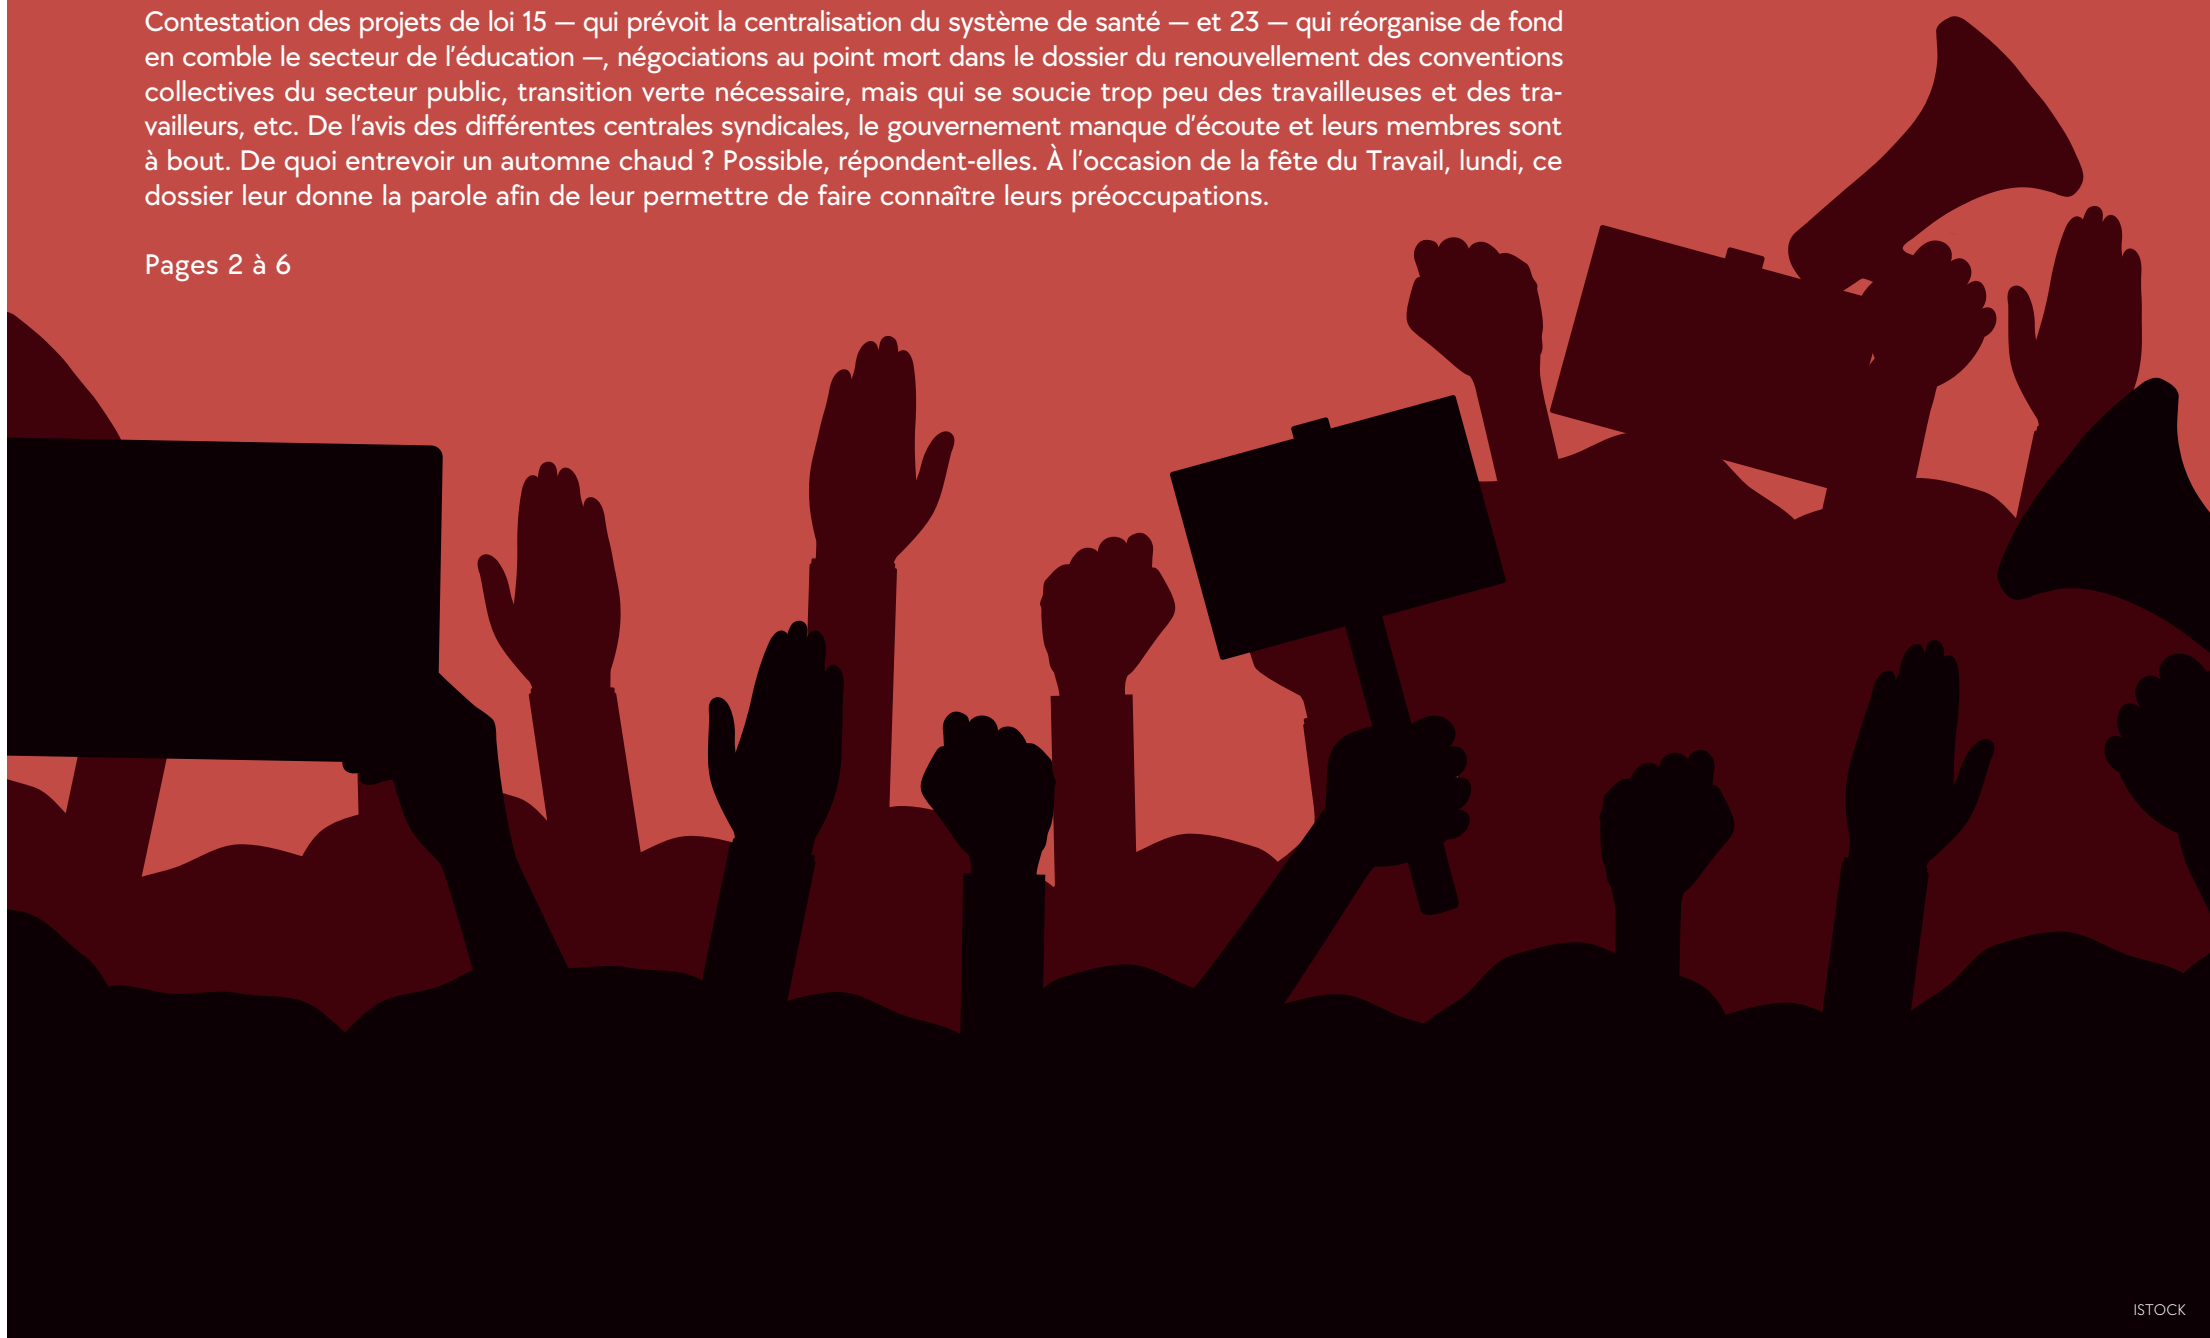 Contestation des projets de loi 15 — qui prévoit la centralisation du système de santé — et 23 — qui réorganise de fond
en comble le secteur de l'éducation —, négociations au point mort dans le dossier du renouvellement des conventions
collectives du secteur public, transition verte nécessaire, mais qui se soucie trop peu des travailleuses et des tra-
vailleurs, etc. De l'avis des différentes centrales syndicales, le gouvernement manque d'écoute et leurs membres sont
à bout. De quoi entrevoir un automne chaud ? Possible, répondent-elles. À l'occasion de la fête du Travail, lundi, ce
dossier leur donne la parole afin de leur permettre de faire connaître leurs préoccupations.
Pages 2 à 6
ISTOCK